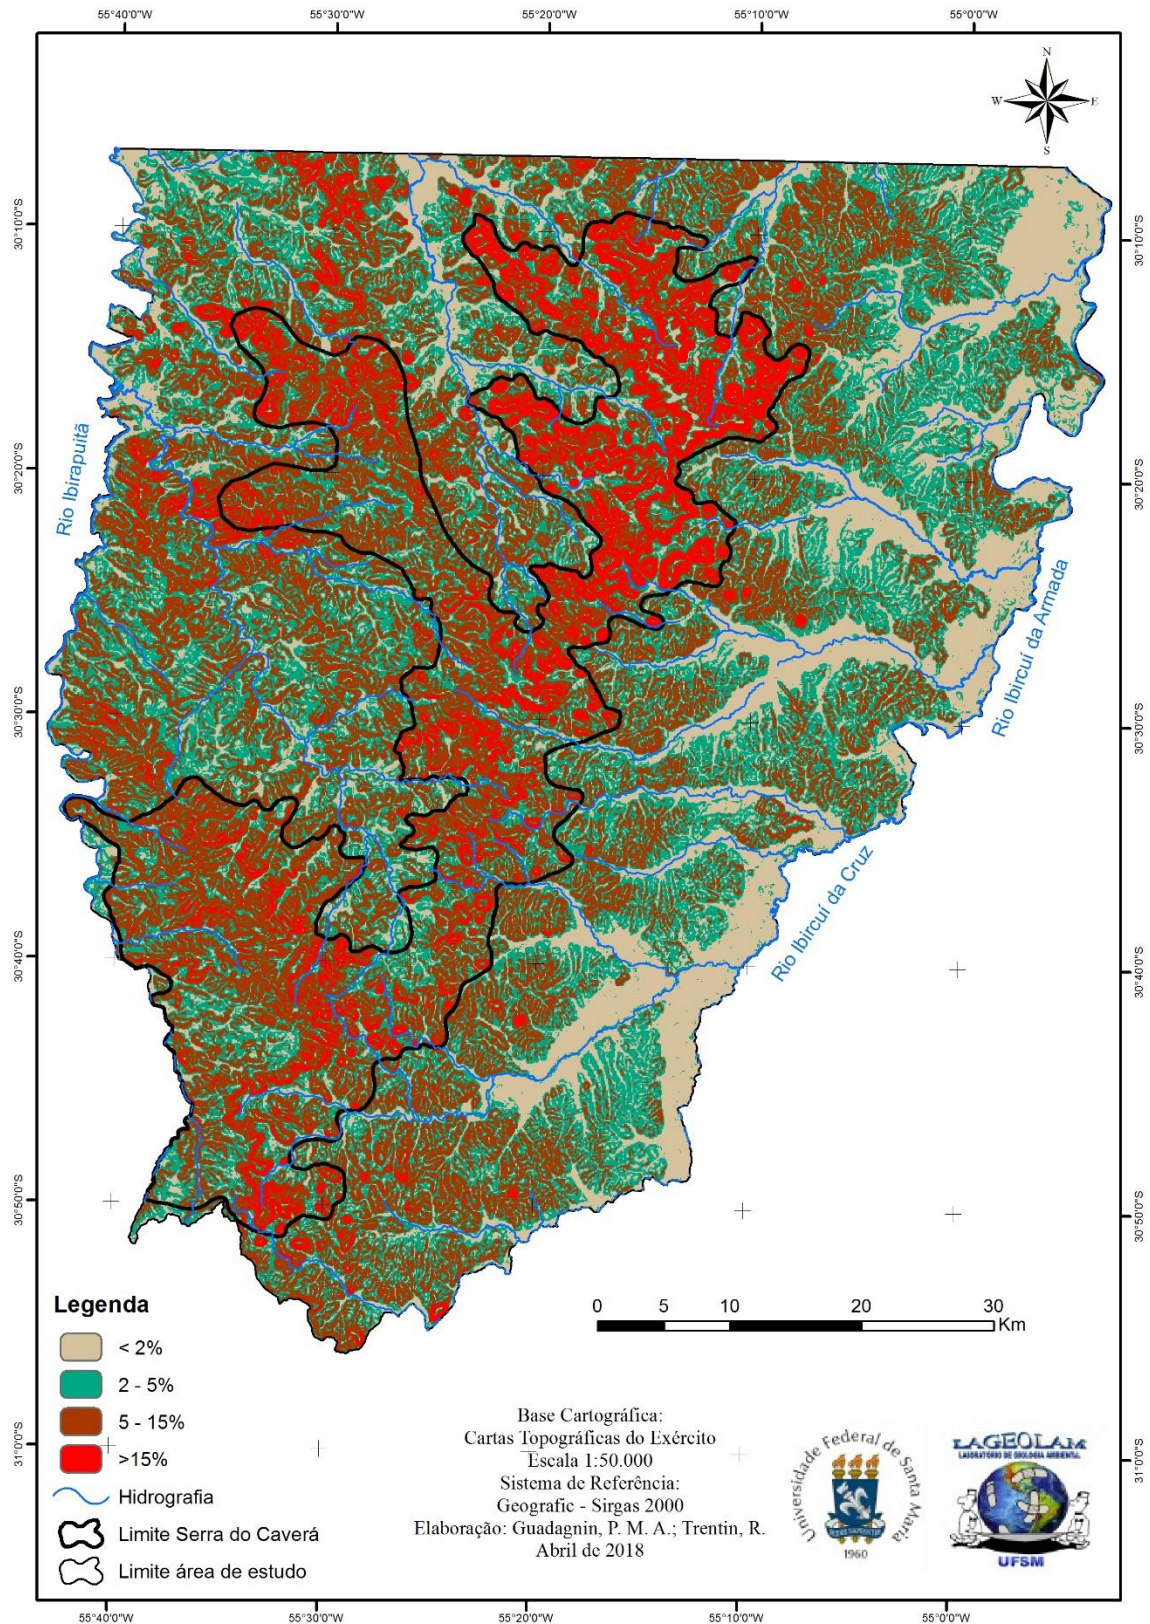 55°40'0"W 55°30'0"W 55°20'0"W 55°10'0"W 55°0'0"W
N
W E
S
30°10'0"S
30°10'0"S
30°20'0"S
30°20'0"S
Rio Ibirapuitã
Rio Ibircuí da Armada
30°30'0"S
30°30'0"S
Rio Ibircuí da Cruz
30°40'0"S
30°40'0"S
30°50'0"S
30°50'0"S
Legenda
< 2%
2 - 5%
5 - 15%
>15%
Hidrografia
Limite Serra do Caverá
Limite área de estudo
0 5 10 20 30
Km
31°0'0"S
31°0'0"S
Base Cartográfica:
Cartas Topográficas do Exército
Escala 1:50.000
Sistema de Referência:
Geografic - Sirgas 2000
Elaboração: Guadagnin, P. M. A.; Trentin, R.
Abril de 2018
Universidade Federal de Santa Maria
SEDES SAPIENTIAE
1960
LAGEOLAM
LABORATÓRIO DE GEOLOGIA AMBIENTAL
UFSM
55°40'0"W 55°30'0"W 55°20'0"W 55°10'0"W 55°0'0"W